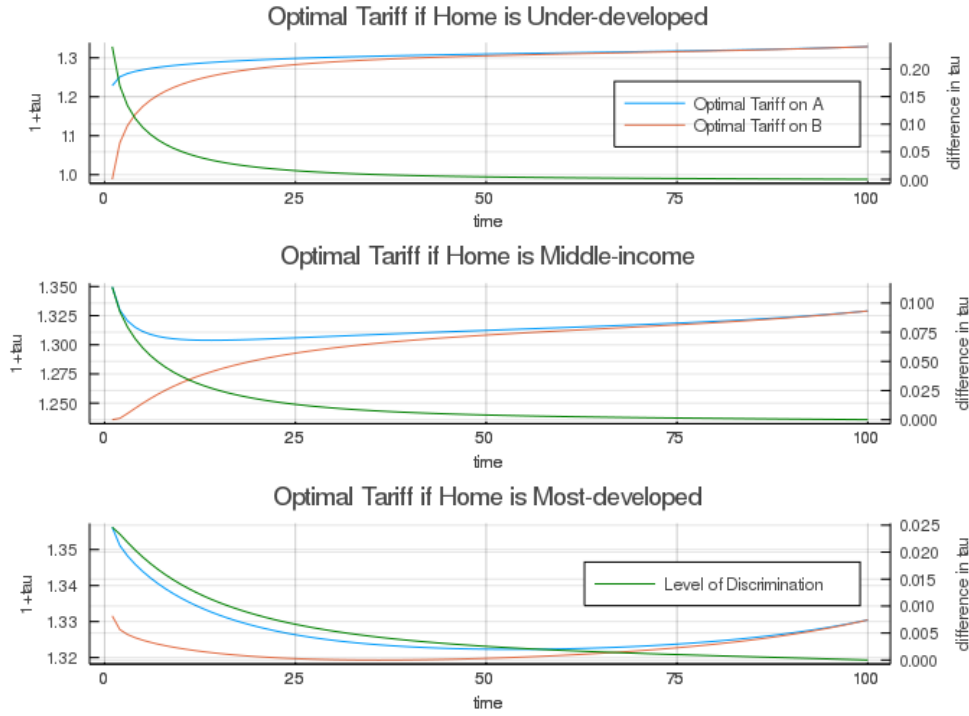 Optimal Tariff if Home is Under-developed
1+tau
1.3
1.2
1.1
1.0
0.20
0.15
0.10
0.05
0.00
difference in tau
Optimal Tariff on A
Optimal Tariff on B
0 25 50 75 100
time
Optimal Tariff if Home is Middle-income
1+tau
1.350
1.325
1.300
1.275
1.250
0.100
0.075
0.050
0.025
0.000
difference in tau
0 25 50 75 100
time
Optimal Tariff if Home is Most-developed
1+tau
1.35
1.34
1.33
1.32
0.025
0.020
0.015
0.010
0.005
0.000
difference in tau
Level of Discrimination
0 25 50 75 100
time